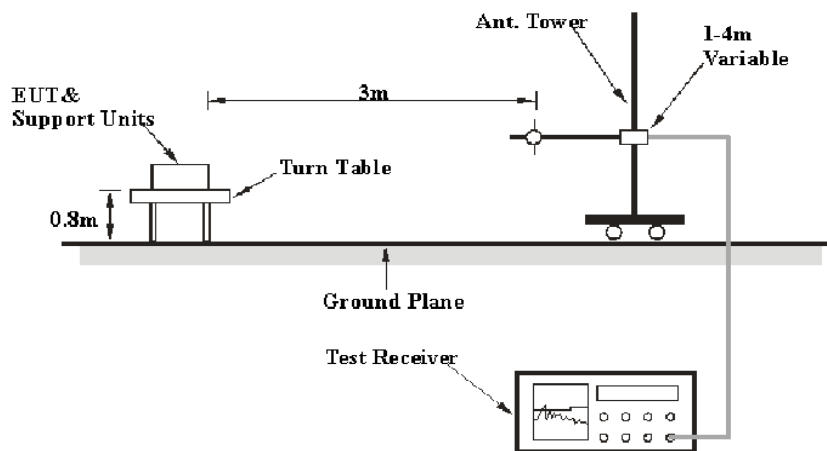 Ant. Tower
1-4m
Variable
3m
EUT&
Support Units
Turn Table
0.8m
Ground Plane
Test Receiver